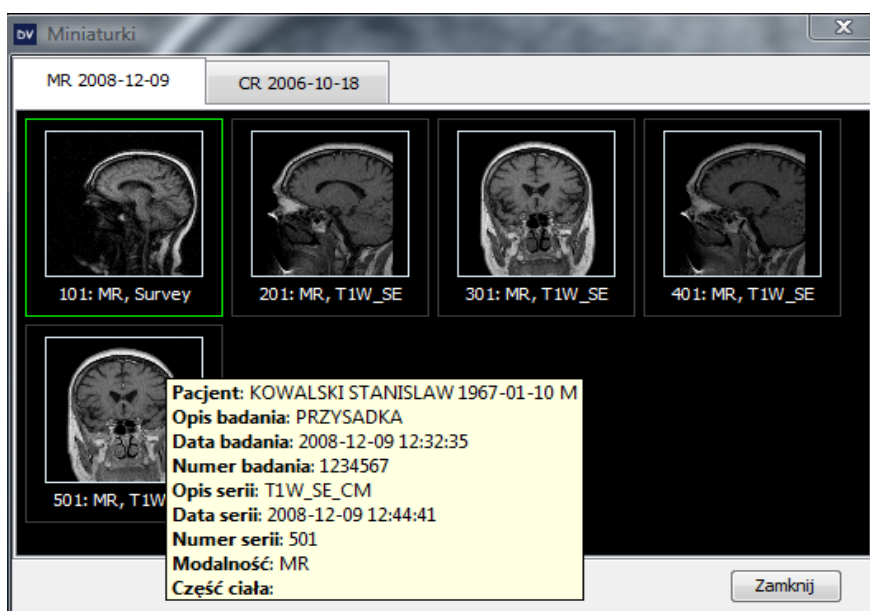 DV Miniaturki X
MR 2008-12-09 CR 2006-10-18
101: MR, Survey 201: MR, T1W_SE 301: MR, T1W_SE 401: MR, T1W_SE
501: MR, T1W
Pacjent: KOWALSKI STANISLAW 1967-01-10 M
Opis badania: PRZYSADKA
Data badania: 2008-12-09 12:32:35
Numer badania: 1234567
Opis serii: T1W_SE_CM
Data serii: 2008-12-09 12:44:41
Numer serii: 501
Modalność: MR
Część ciała:
Zamknij